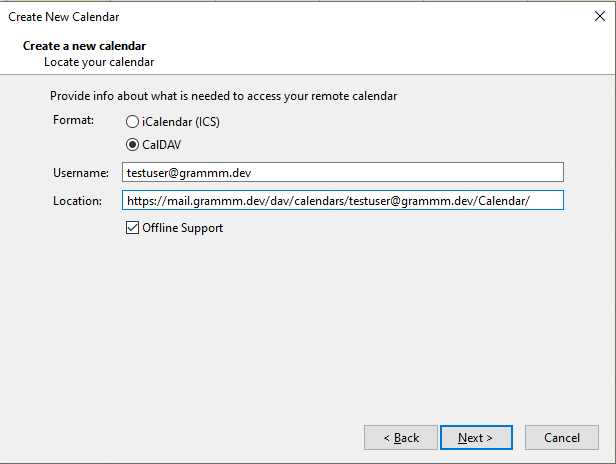 Create New Calendar
Create a new calendar
Locate your calendar
Provide info about what is needed to access your remote calendar
Format:
iCalendar (ICS)
CalDAV
Username: testuser@grammm.dev
Location: https://mail.grammm.dev/dav/calendars/testuser@grammm.dev/Calendar/
Offline Support
< Back Next > Cancel